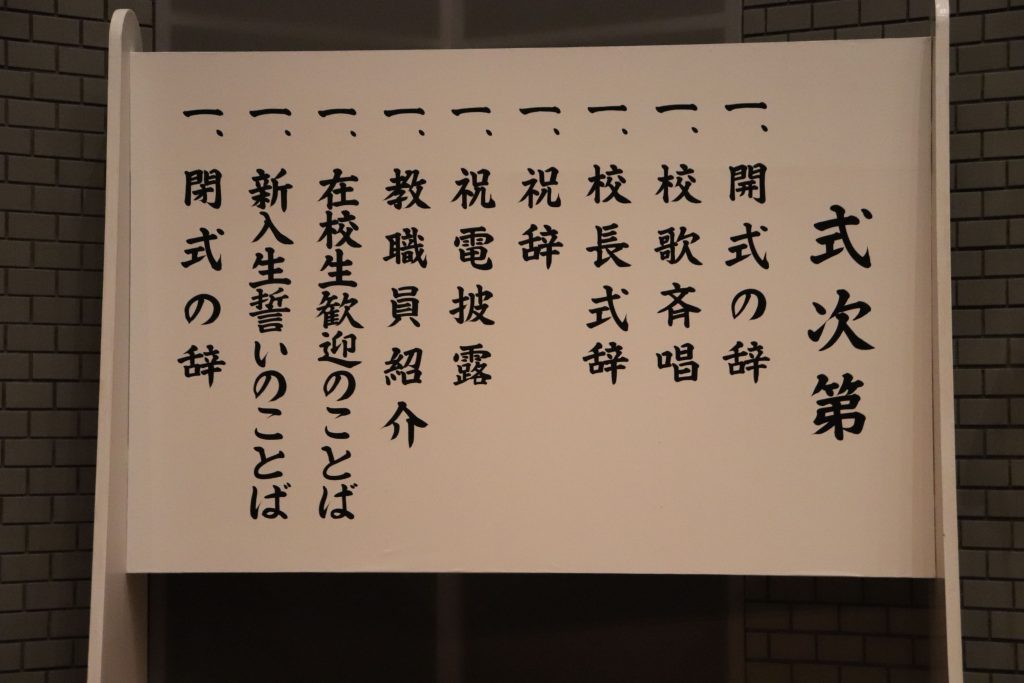 式次第
一、開式の辞
一、校歌斉唱
一、校長式辞
一、祝辞
一、祝電披露
一、教職員紹介
一、在校生歓迎のことば
一、新入生誓いのことば
一、閉式の辞